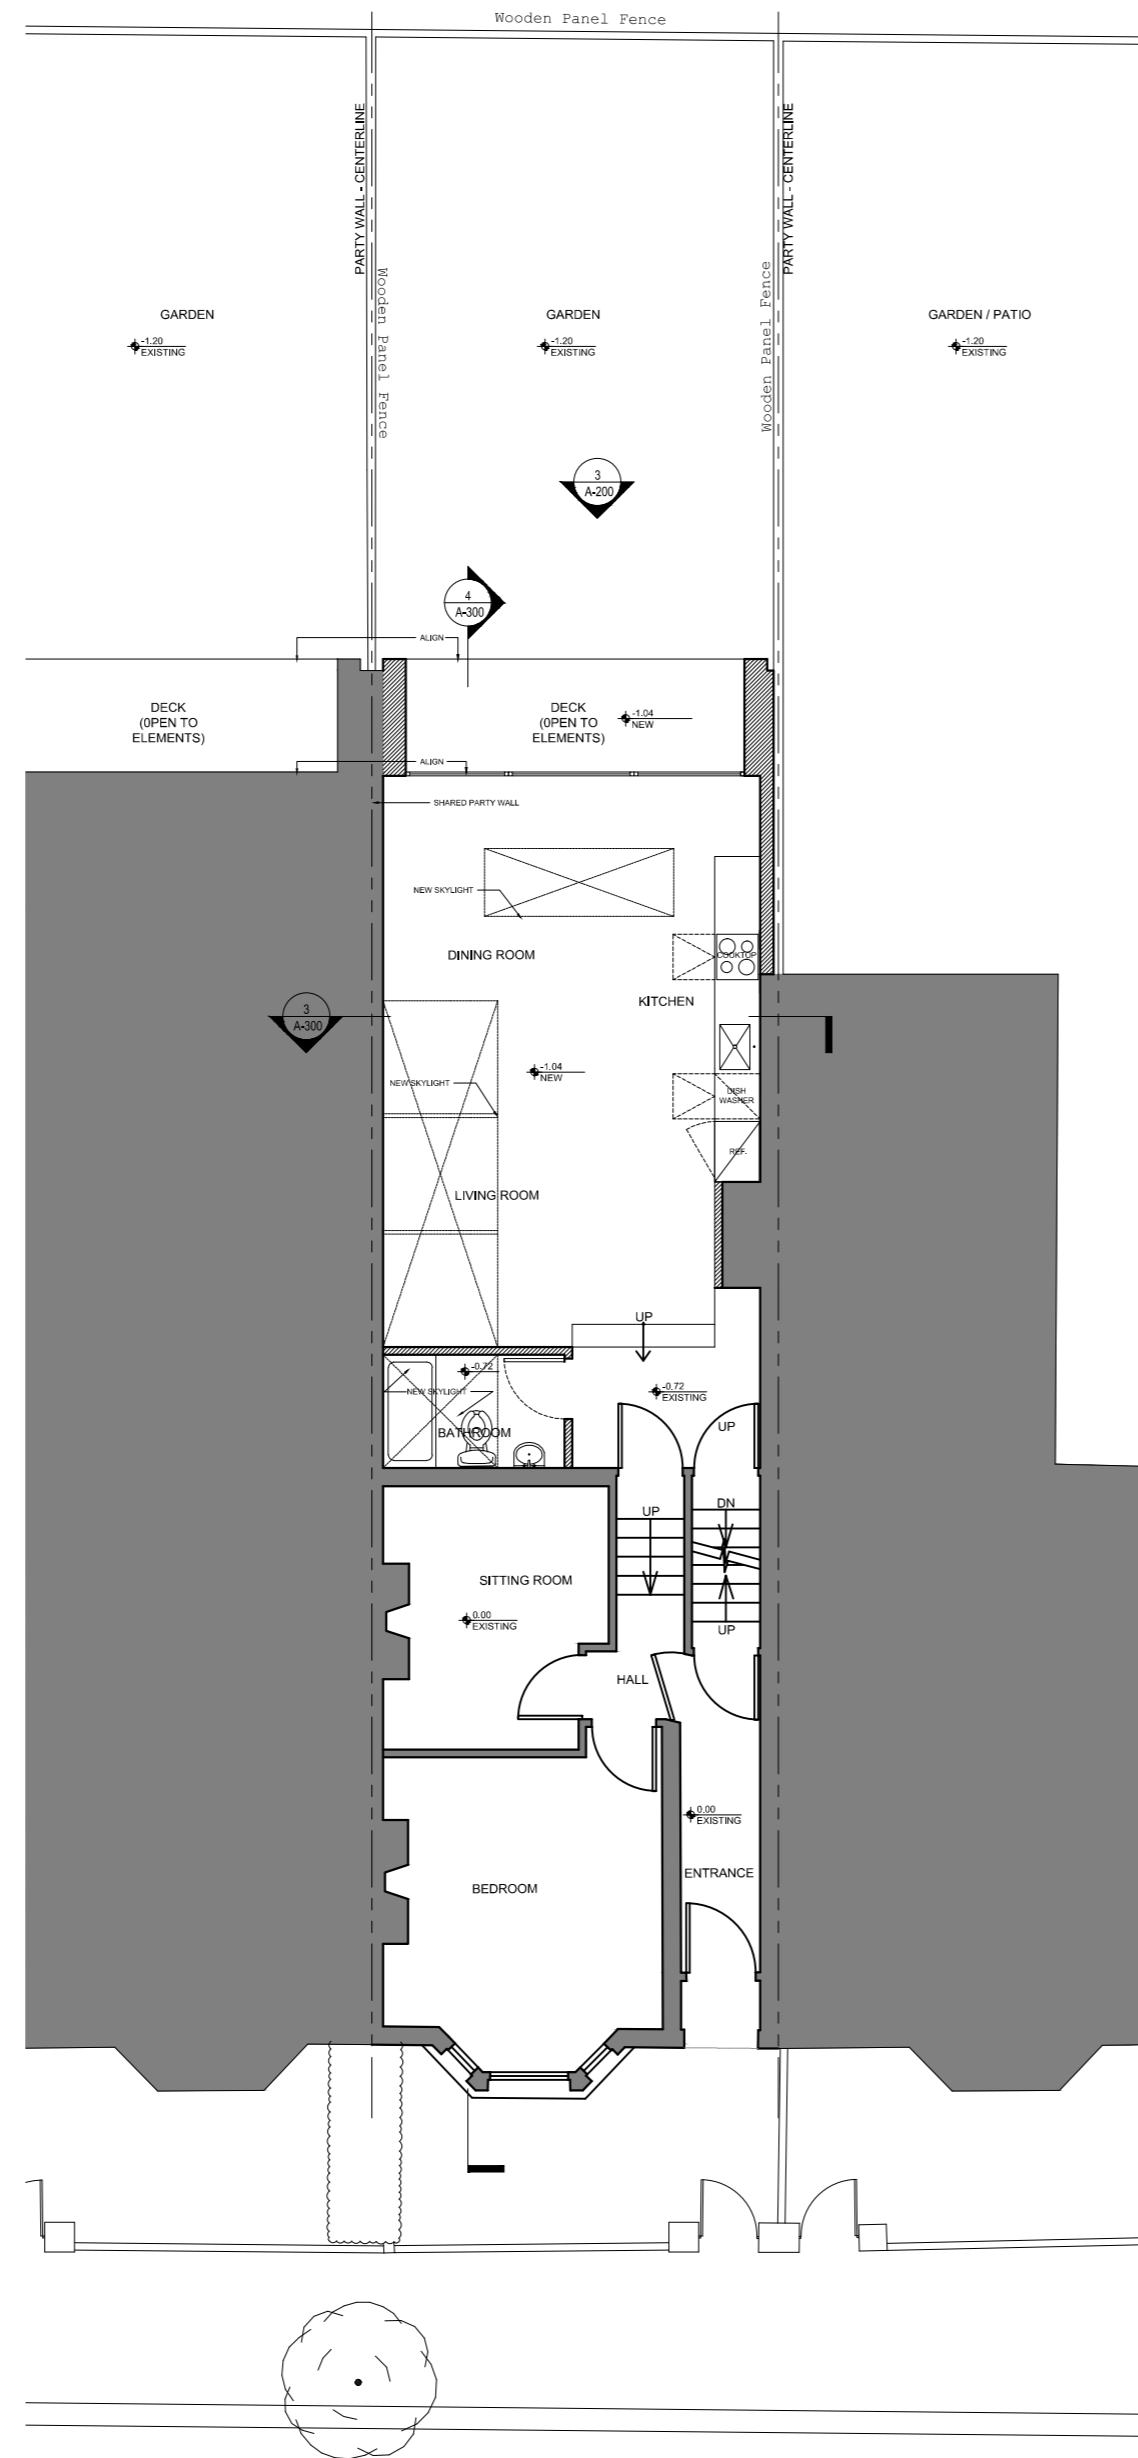 Wooden Panel Fence
PARTY WALL - CENTERLINE
PARTY WALL - CENTERLINE
Wooden Panel Fence
Wooden Panel Fence
GARDEN
-1.20
EXISTING
GARDEN
-1.20
EXISTING
GARDEN / PATIO
-1.20
EXISTING
3
A-200
4
A-300
ALIGN
DECK
(0PEN TO
ELEMENTS)
DECK
(0PEN TO
ELEMENTS)
-1.04
NEW
ALIGN
SHARED PARTY WALL
NEW SKYLIGHT
DINING ROOM
COOKTOP
KITCHEN
3
A-300
-1.04
NEW
NEW SKYLIGHT
DISH
WASHER
REF.
LIVING ROOM
UP
-0.72
-0.72
EXISTING
NEW SKYLIGHT
BATHROOM
UP
UP
DN
SITTING ROOM
0.00
EXISTING
UP
HALL
0.00
EXISTING
ENTRANCE
BEDROOM